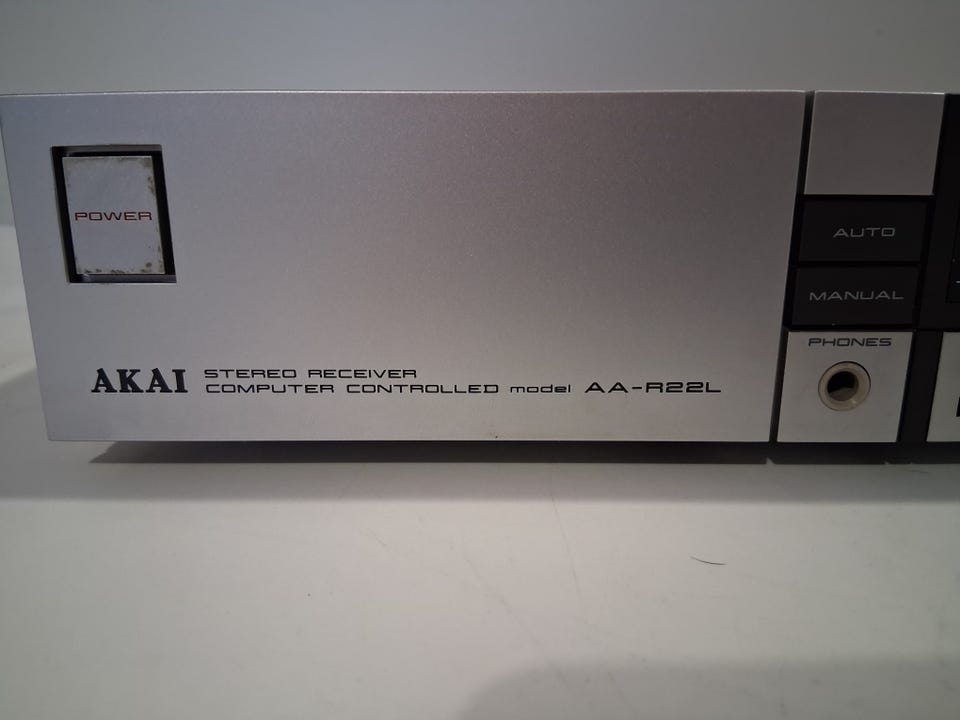 POWER
AUTO
MANUAL
PHONES
AKAI
STEREO RECEIVER
COMPUTER CONTROLLED model AA-R22L